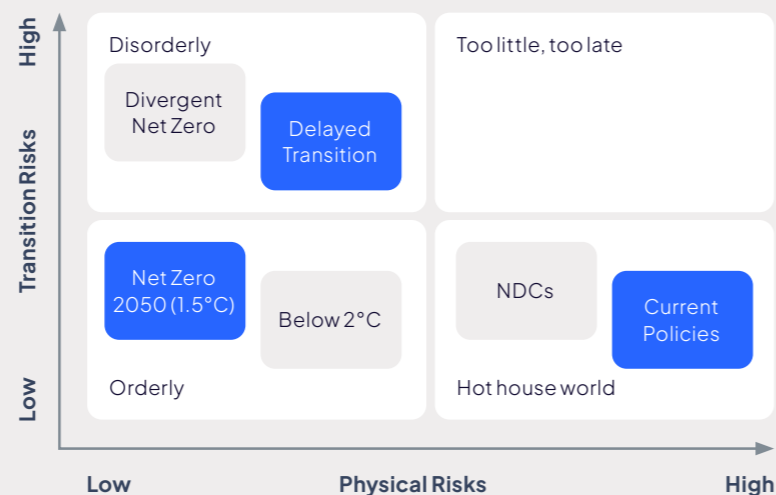 High
Transition Risks
Low
Disorderly
Divergent
Net Zero
Delayed
Transition
Too little, too late
Net Zero
2050 (1.5°C)
Below 2°C
Orderly
NDCs
Current
Policies
Hot house world
Low
Physical Risks
High